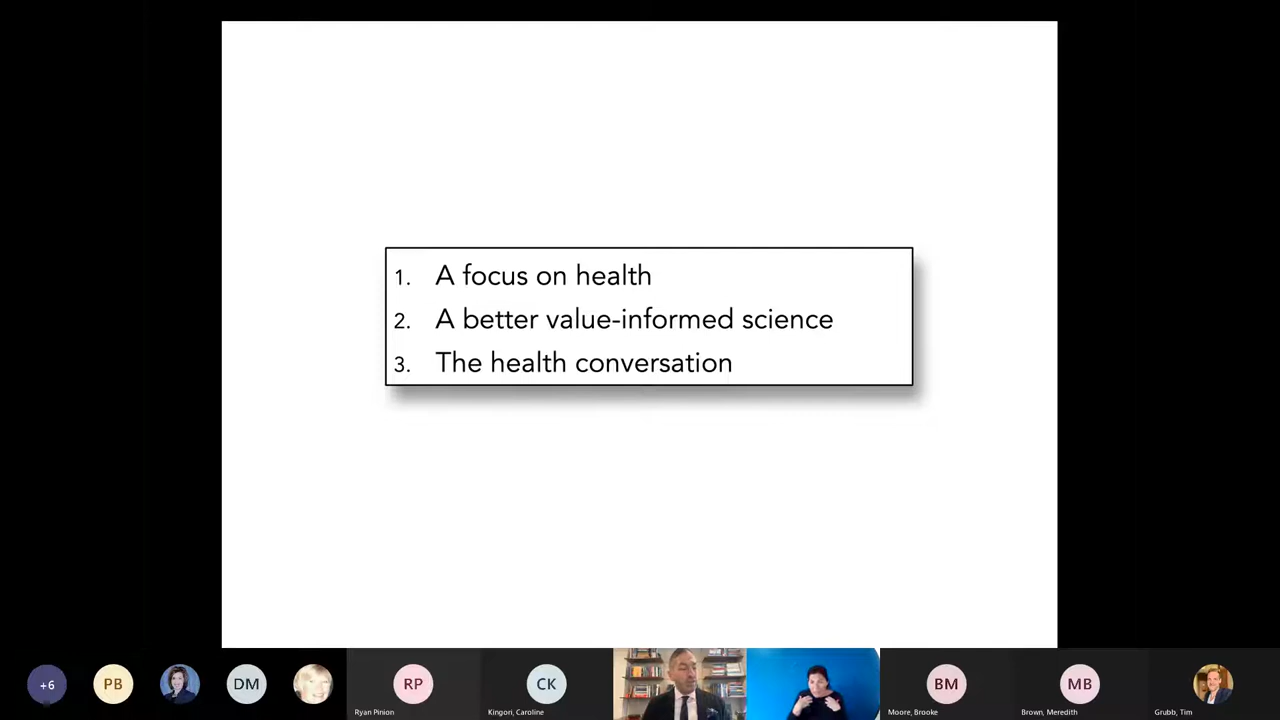 1. A focus on health
2. A better value-informed science
3. The health conversation
+6
PB
DM
RP
Ryan Pinion
CK
Kingori, Caroline
BM
Moore, Brooke
MB
Brown, Meredith
Grubb, Tim